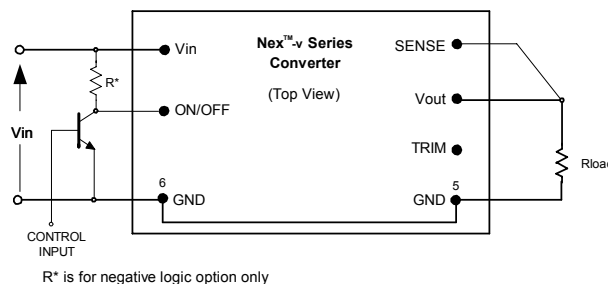 Nex™-v Series
Converter
(Top View)
Vin
ON/OFF
R*
Vin
6
GND
CONTROL
INPUT
SENSE
Vout
TRIM
5
GND
Rload
R* is for negative logic option only